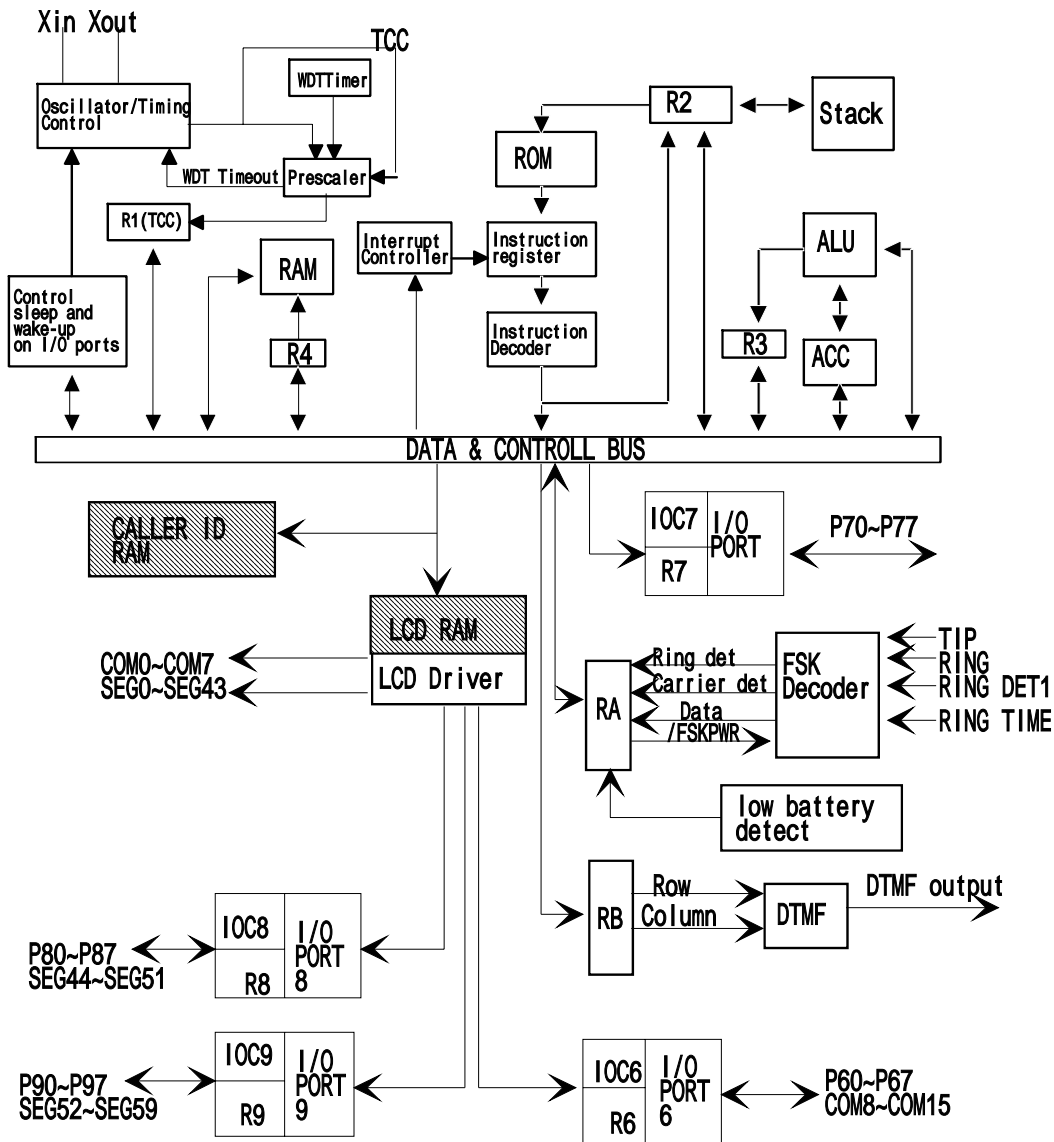 Xin Xout
TCC
WDTTimer
Oscillator/Timing
Control
R2
Stack
ROM
WDT Timeout
Prescaler
R1(TCC)
Interrupt
Controller
Instruction
register
ALU
RAM
Control
sleep and
wake-up
on I/O ports
Instruction
Decoder
R4
R3
ACC
DATA & CONTROLL BUS
CALLER ID
RAM
IOC7
R7
I/O
PORT
P70~P77
LCD RAM
LCD Driver
COM0~COM7
SEG0~SEG43
RA
Ring det
Carrier det
Data
/FSKPWR
FSK
Decoder
TIP
RING
RING DET1
RING TIME
low battery
detect
RB
Row
Column
DTMF
DTMF output
P80~P87
SEG44~SEG51
IOC8
R8
I/O
PORT
8
P90~P97
SEG52~SEG59
IOC9
R9
I/O
PORT
9
IOC6
R6
I/O
PORT
6
P60~P67
COM8~COM15